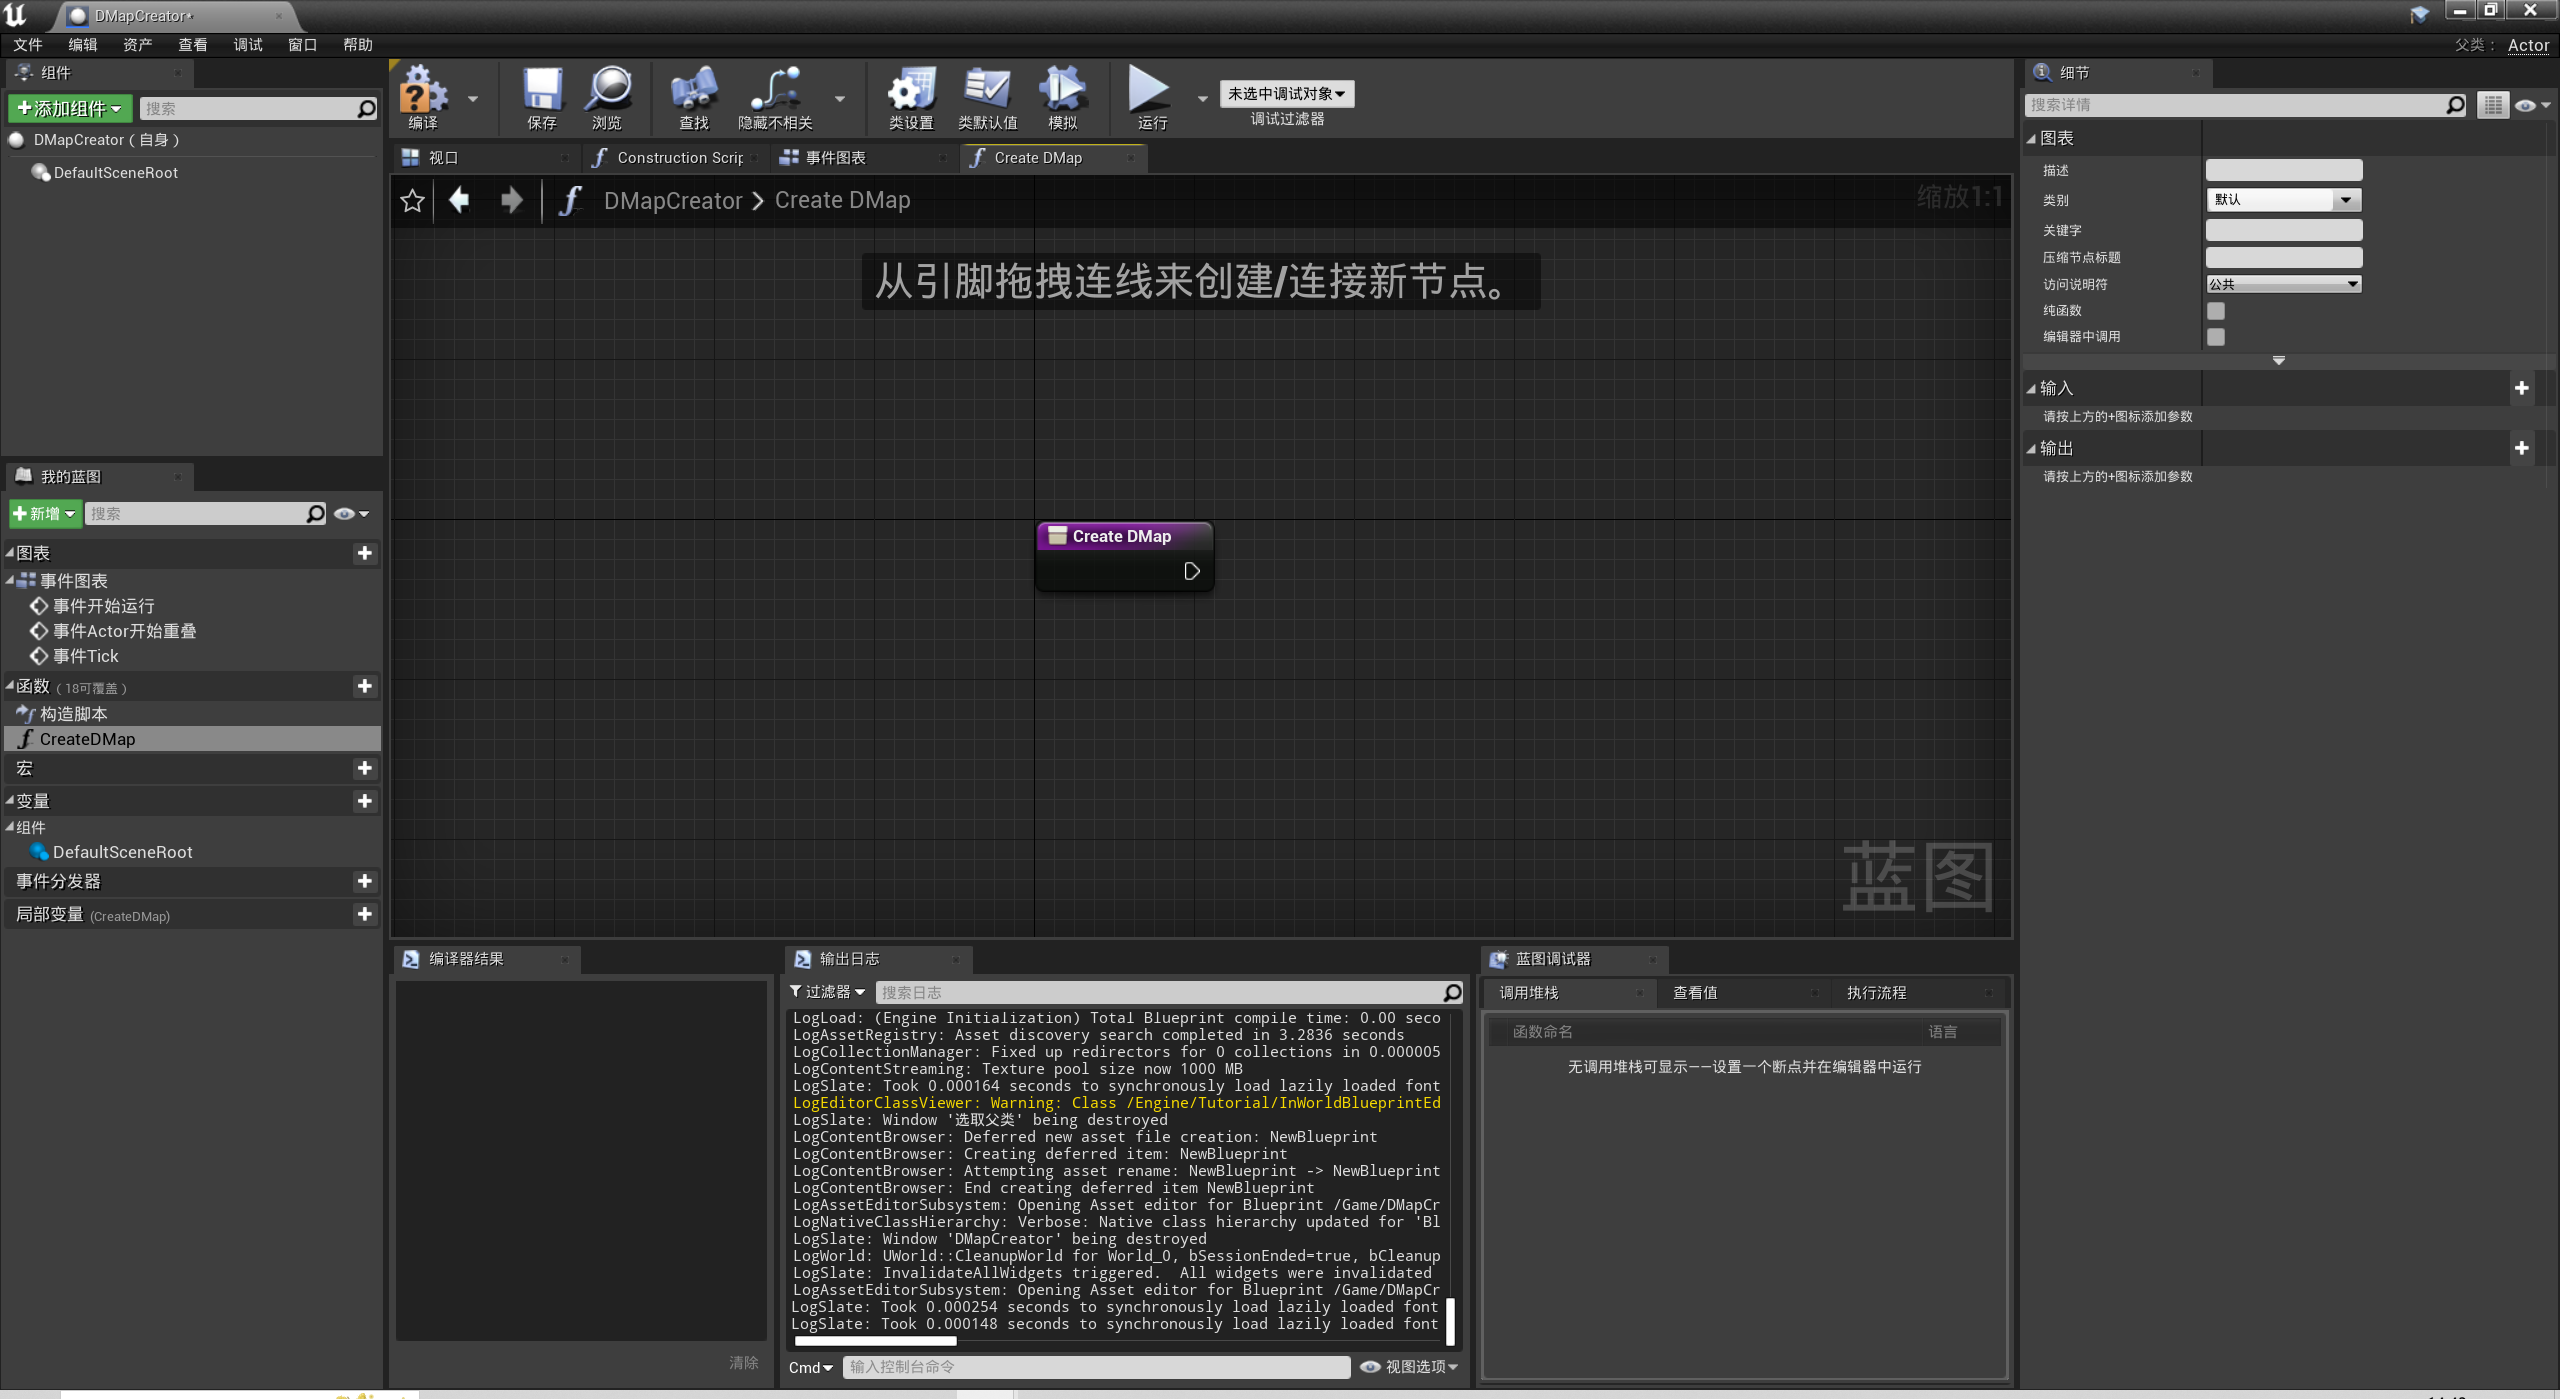 DMapCreator*
文件 编辑 资产 查看 调试 窗口 帮助
父类： Actor
组件
添加组件 搜索
DMapCreator（自身）
DefaultSceneRoot
我的蓝图
新增 搜索
图表
事件图表
事件开始运行
事件Actor开始重叠
事件Tick
函数 （18可覆盖）
构造脚本
CreateDMap
宏
变量
组件
DefaultSceneRoot
事件分发器
局部变量 (CreateDMap)
编译 保存 浏览 查找 隐藏不相关 类设置 类默认值 模拟 运行
未选中调试对象
调试过滤器
视口 Construction Scrip 事件图表 Create DMap
DMapCreator > Create DMap
缩放1:1
从引脚拖拽连线来创建/连接新节点。
Create DMap
蓝图
编译器结果
清除
输出日志
过滤器 搜索日志
LogLoad: (Engine Initialization) Total Blueprint compile time: 0.00 seco
LogAssetRegistry: Asset discovery search completed in 3.2836 seconds
LogCollectionManager: Fixed up redirectors for 0 collections in 0.000005
LogContentStreaming: Texture pool size now 1000 MB
LogSlate: Took 0.000164 seconds to synchronously load lazily loaded font
LogEditorClassViewer: Warning: Class /Engine/Tutorial/InWorldBlueprintEd
LogSlate: Window '选取父类' being destroyed
LogContentBrowser: Deferred new asset file creation: NewBlueprint
LogContentBrowser: Creating deferred item: NewBlueprint
LogContentBrowser: Attempting asset rename: NewBlueprint -> NewBlueprint
LogContentBrowser: End creating deferred item NewBlueprint
LogAssetEditorSubsystem: Opening Asset editor for Blueprint /Game/DMapCr
LogNativeClassHierarchy: Verbose: Native class hierarchy updated for 'Bl
LogSlate: Window 'DMapCreator' being destroyed
LogWorld: UWorld::CleanupWorld for World_0, bSessionEnded=true, bCleanup
LogSlate: InvalidateAllWidgets triggered.  All widgets were invalidated
LogAssetEditorSubsystem: Opening Asset editor for Blueprint /Game/DMapCr
LogSlate: Took 0.000254 seconds to synchronously load lazily loaded font
LogSlate: Took 0.000148 seconds to synchronously load lazily loaded font
Cmd 输入控制台命令 视图选项
蓝图调试器
调用堆栈 查看值 执行流程
函数命名 语言
无调用堆栈可显示——设置一个断点并在编辑器中运行
细节
搜索详情
图表
描述
类别 默认
关键字
压缩节点标题
访问说明符 公共
纯函数
编辑器中调用
输入
请按上方的+图标添加参数
输出
请按上方的+图标添加参数